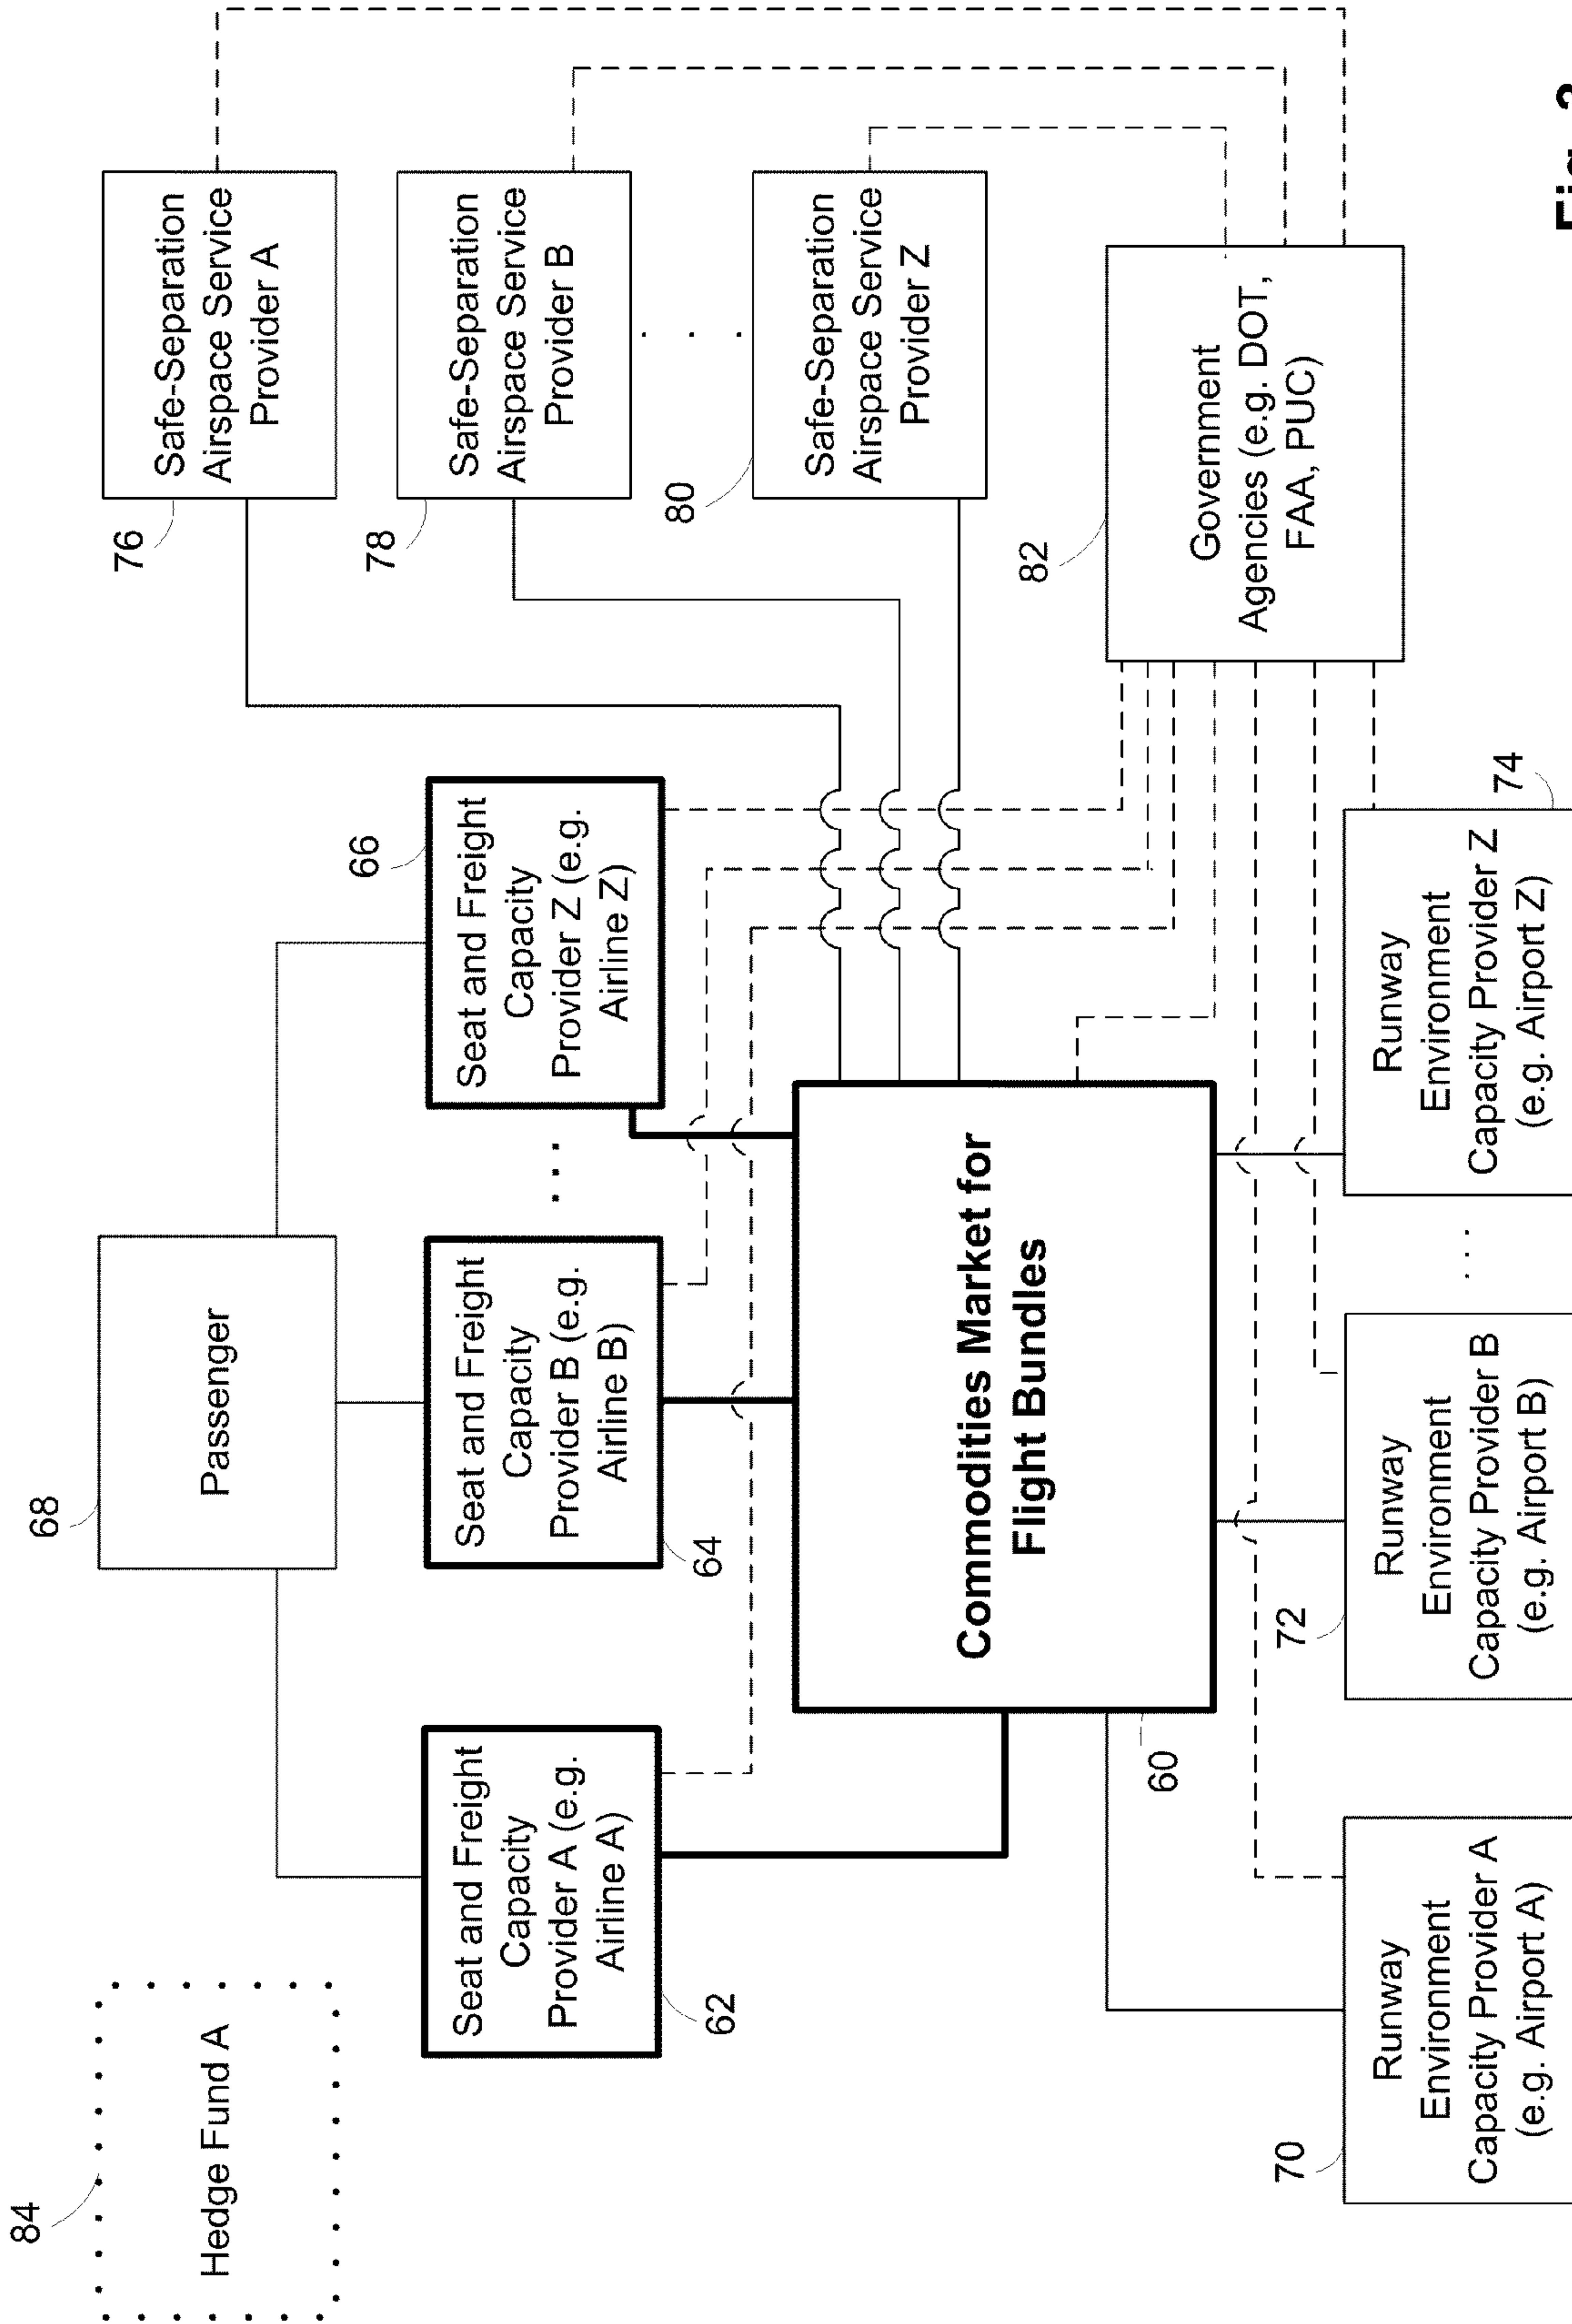 84
Hedge Fund A
68
Passenger
76
Safe-Separation
Airspace Service
Provider A
62
Seat and Freight
Capacity
Provider A (e.g.
Airline A)
64
Seat and Freight
Capacity
Provider B (e.g.
Airline B)
. . .
66
Seat and Freight
Capacity
Provider Z (e.g.
Airline Z)
78
Safe-Separation
Airspace Service
Provider B
. . .
80
Safe-Separation
Airspace Service
Provider Z
60
Commodities Market for
Flight Bundles
82
Government
Agencies (e.g. DOT,
FAA, PUC)
70
Runway
Environment
Capacity Provider A
(e.g. Airport A)
72
Runway
Environment
Capacity Provider B
(e.g. Airport B)
. . .
74
Runway
Environment
Capacity Provider Z
(e.g. Airport Z)
Fig.